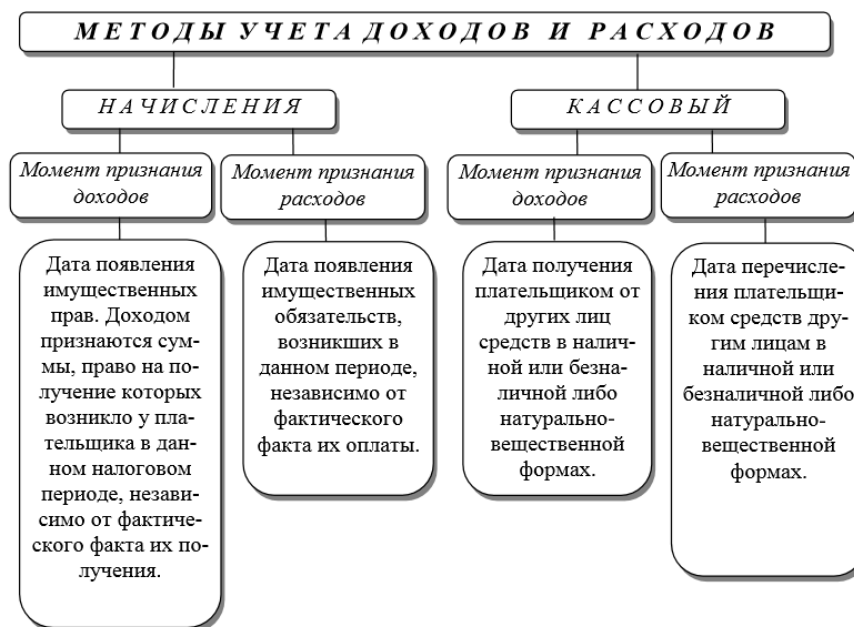 МЕТОДЫ УЧЕТА ДОХОДОВ И РАСХОДОВ
НАЧИСЛЕНИЯ
КАССОВЫЙ
Момент признания
доходов
Момент признания
расходов
Момент признания
доходов
Момент признания
расходов
Дата появления
имущественных
прав. Доходом
признаются сум-
мы, право на по-
лучение которых
возникло у пла-
тельщика в дан-
ном налоговом
периоде, незави-
симо от фактиче-
ского факта их по-
лучения.
Дата появления
имущественных
обязательств,
возникших в
данном периоде,
независимо от
фактического
факта их оплаты.
Дата получения
плательщиком от
других лиц
средств в налич-
ной или безна-
личной либо
натурально-
вещественной
формах.
Дата перечисле-
ния плательщи-
ком средств дру-
гим лицам в
наличной или
безналичной либо
натурально-
вещественной
формах.